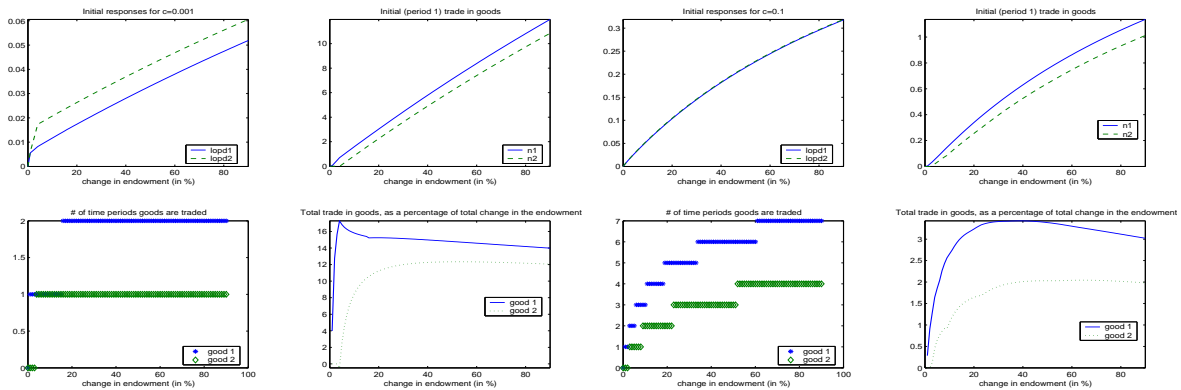 Initial responses for c=0.001
0.06
0.05
0.04
0.03
0.02
0.01
0
0 20 40 60 80
lopd1
lopd2
change in endowment (in %)
Initial (period 1) trade in goods
10
8
6
4
2
0
0 20 40 60 80
n1
n2
change in endowment (in %)
Initial responses for c=0.1
0.3
0.25
0.2
0.15
0.1
0.05
0
0 20 40 60 80
lopd1
lopd2
change in endowment (in %)
Initial (period 1) trade in goods
1
0.8
0.6
0.4
0.2
0
0 20 40 60 80
n1
n2
change in endowment (in %)
# of time periods goods are traded
2
1.5
1
0.5
0
0 20 40 60 80 100
good 1
good 2
change in endowment (in %)
Total trade in goods, as a percentage of total change in the endowment
16
14
12
10
8
6
4
2
0
0 20 40 60 80
good 1
good 2
change in endowment (in %)
# of time periods goods are traded
7
6
5
4
3
2
1
0
0 20 40 60 80 100
good 1
good 2
change in endowment (in %)
Total trade in goods, as a percentage of total change in the endowment
3
2.5
2
1.5
1
0.5
0
0 20 40 60 80
good 1
good 2
change in endowment (in %)